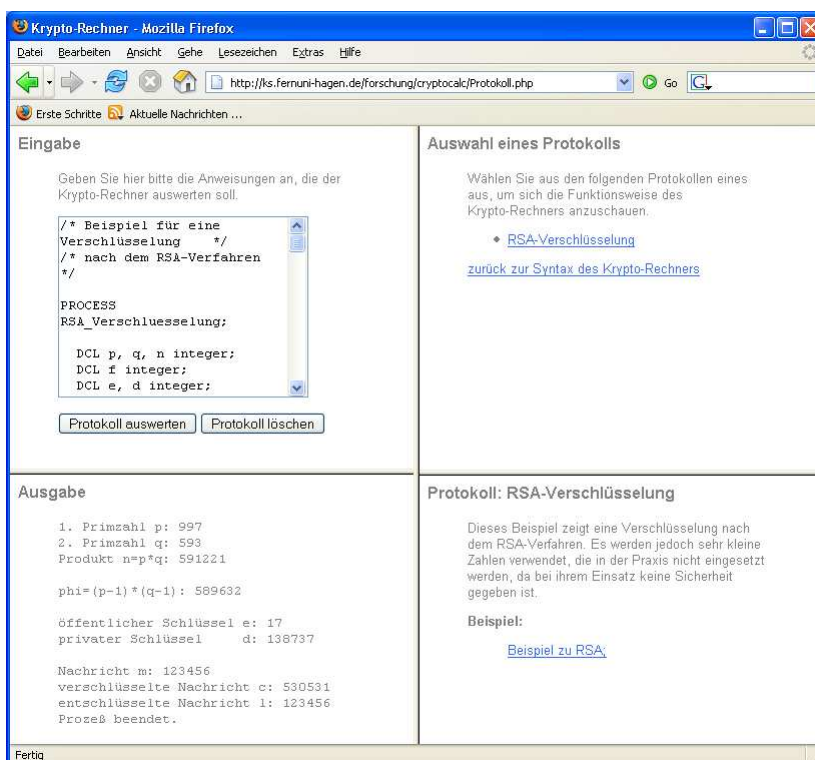 Krypto-Rechner - Mozilla Firefox
Datei Bearbeiten Ansicht Gehe Lesezeichen Extras Hilfe
http://ks.fernuni-hagen.de/forschung/cryptocalc/Protokoll.php Go G
Erste Schritte Aktuelle Nachrichten ...
Eingabe
Geben Sie hier bitte die Anweisungen an, die der
Krypto-Rechner auswerten soll.
/* Beispiel für eine
Verschlüsselung */
/* nach dem RSA-Verfahren
*/
PROCESS
RSA_Verschluesselung;
DCL p, q, n integer;
DCL f integer;
DCL e, d integer;
Protokoll auswerten Protokoll löschen
Auswahl eines Protokolls
Wählen Sie aus den folgenden Protokollen eines
aus, um sich die Funktionsweise des
Krypto-Rechners anzuschauen.
• RSA-Verschlüsselung
zurück zur Syntax des Krypto-Rechners
Ausgabe
1. Primzahl p: 997
2. Primzahl q: 593
Produkt n=p*q: 591221
phi=(p-1)*(q-1): 589632
öffentlicher Schlüssel e: 17
privater Schlüssel d: 138737
Nachricht m: 123456
verschlüsselte Nachricht c: 530531
entschlüsselte Nachricht l: 123456
Prozeß beendet.
Protokoll: RSA-Verschlüsselung
Dieses Beispiel zeigt eine Verschlüsselung nach
dem RSA-Verfahren. Es werden jedoch sehr kleine
Zahlen verwendet, die in der Praxis nicht eingesetzt
werden, da bei ihrem Einsatz keine Sicherheit
gegeben ist.
Beispiel:
Beispiel zu RSA;
Fertig